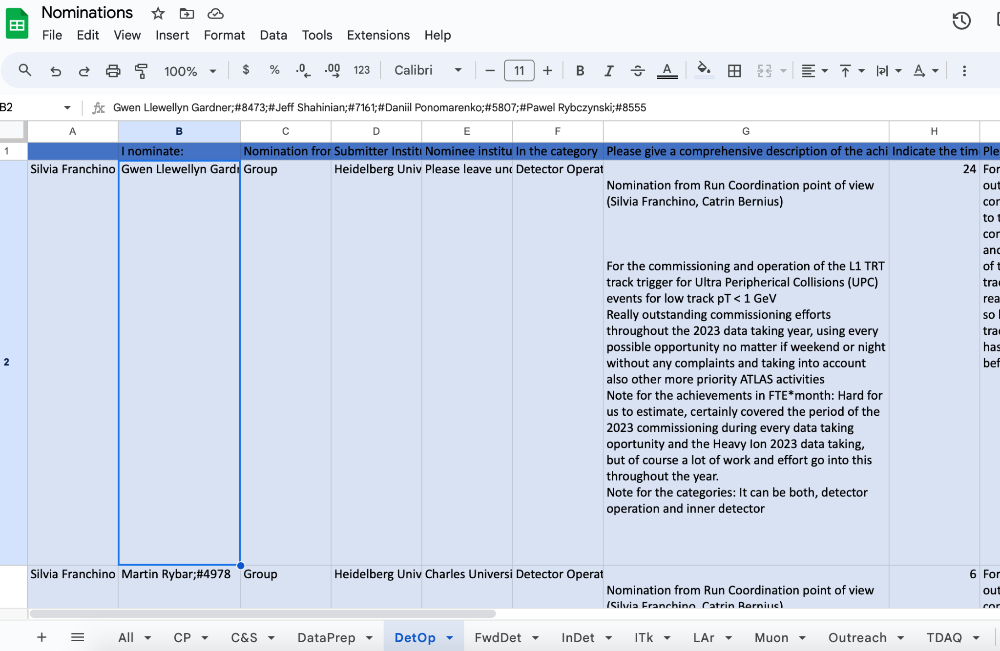 Nominations
File Edit View Insert Format Data Tools Extensions Help
100% $ % .0 .00 123 Calibri 11 B I S A A
B2 fx Gwen Llewellyn Gardner;#8473;#Jeff Shahinian;#7161;#Daniil Ponomarenko;#5807;#Pawel Rybczynski;#8555
A B C D E F G H
1 I nominate: Nomination fror Submitter Institu Nominee institu In the category Please give a comprehensive description of the achi Indicate the tim Ple
2
Silvia Franchino Gwen Llewellyn Gardn Group Heidelberg Univ Please leave und Detector Operat 24
Nomination from Run Coordination point of view
(Silvia Franchino, Catrin Bernius)
For the commissioning and operation of the L1 TRT
track trigger for Ultra Peripherical Collisions (UPC)
events for low track pT < 1 GeV
Really outstanding commissioning efforts
throughout the 2023 data taking year, using every
possible opportunity no matter if weekend or night
without any complaints and taking into account
also other more priority ATLAS activities
Note for the achievements in FTE*month: Hard for
us to estimate, certainly covered the period of the
2023 commissioning during every data taking
oportunity and the Heavy Ion 2023 data taking,
but of course a lot of work and effort go into this
throughout the year.
Note for the categories: It can be both, detector
operation and inner detector
For
out
cor
to t
cor
and
of t
tra
rea
so
tra
has
bef
Silvia Franchino Martin Rybar;#4978 Group Heidelberg Univ Charles Universi Detector Operat 6 For
Nomination from Run Coordination point of view out
(Silvia Franchino, Catrin Bernius) cor
+ All CP C&S DataPrep DetOp FwdDet InDet ITk LAr Muon Outreach TDAQ